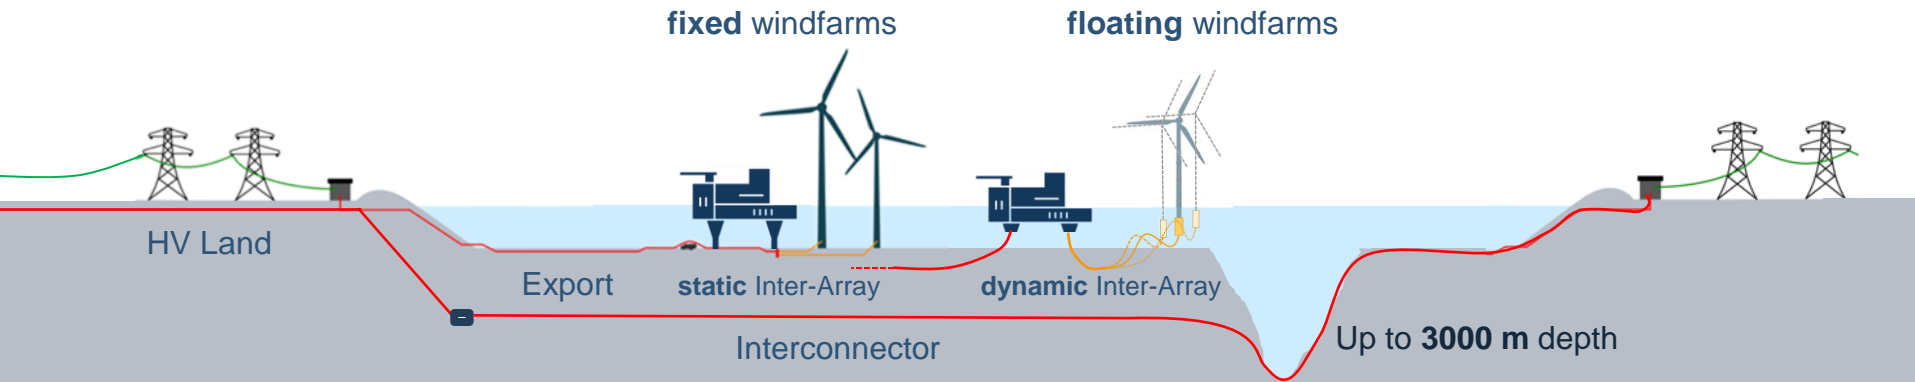 fixed windfarms
floating windfarms
HV Land
Export
static Inter-Array
dynamic Inter-Array
Interconnector
Up to 3000 m depth